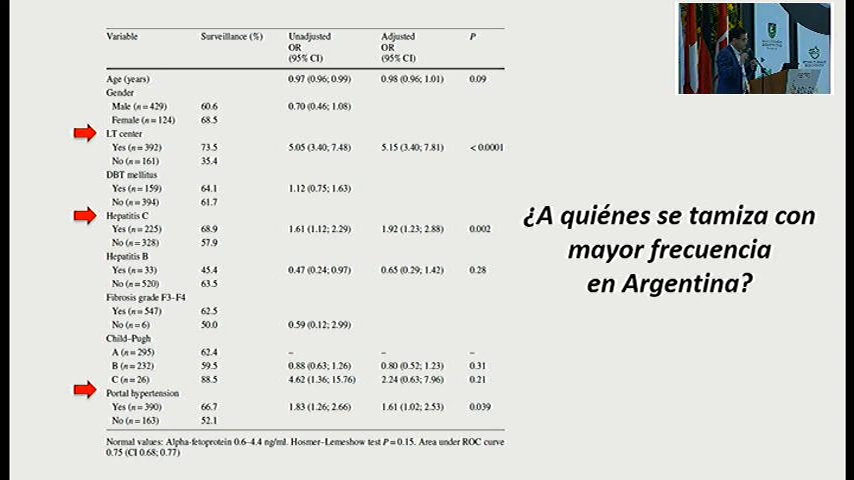 Variable Surveillance (%) Unadjusted OR (95% CI) Adjusted OR (95% CI) P
Age (years) 0.97 (0.96; 0.99) 0.98 (0.96; 1.01) 0.09
Gender
Male (n = 429) 60.6 0.70 (0.46; 1.08)
Female (n = 124) 68.5
LT center
Yes (n = 392) 73.5 5.05 (3.40; 7.48) 5.15 (3.40; 7.81) < 0.0001
No (n = 161) 35.4
DBT mellitus
Yes (n = 159) 64.1 1.12 (0.75; 1.63)
No (n = 394) 61.7
Hepatitis C
Yes (n = 225) 68.9 1.61 (1.12; 2.29) 1.92 (1.23; 2.88) 0.002
No (n = 328) 57.9
Hepatitis B
Yes (n = 33) 45.4 0.47 (0.24; 0.97) 0.65 (0.29; 1.42) 0.28
No (n = 520) 63.5
Fibrosis grade F3–F4
Yes (n = 547) 62.5
No (n = 6) 50.0 0.59 (0.12; 2.99)
Child–Pugh
A (n = 295) 62.4 – – –
B (n = 232) 59.5 0.88 (0.63; 1.26) 0.80 (0.52; 1.23) 0.31
C (n = 26) 88.5 4.62 (1.36; 15.76) 2.24 (0.63; 7.96) 0.21
Portal hypertension
Yes (n = 390) 66.7 1.83 (1.26; 2.66) 1.61 (1.02; 2.53) 0.039
No (n = 163) 52.1
Normal values: Alpha-fetoprotein 0.6–4.4 ng/ml. Hosmer–Lemeshow test P = 0.15. Area under ROC curve
0.75 (CI 0.68; 0.77)
¿A quiénes se tamiza con
mayor frecuencia
en Argentina?